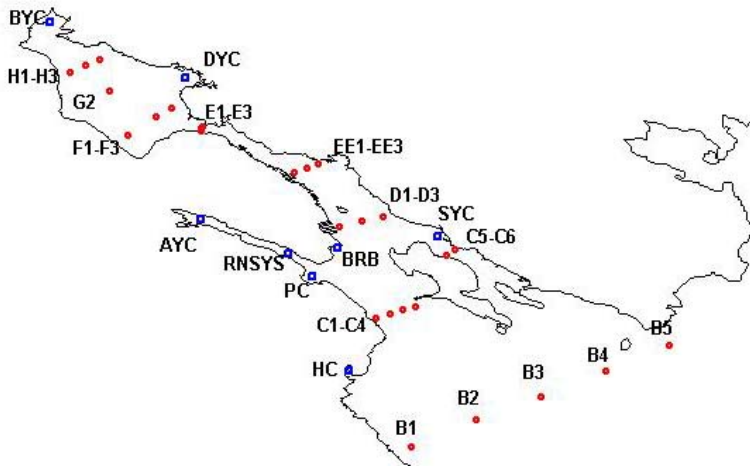 BYC
DYC
H1-H3
G2
E1-E3
F1-F3
EE1-EE3
D1-D3
SYC
C5-C6
AYC
RNSYS
BRB
PC
C1-C4
B5
HC
B4
B3
B2
B1